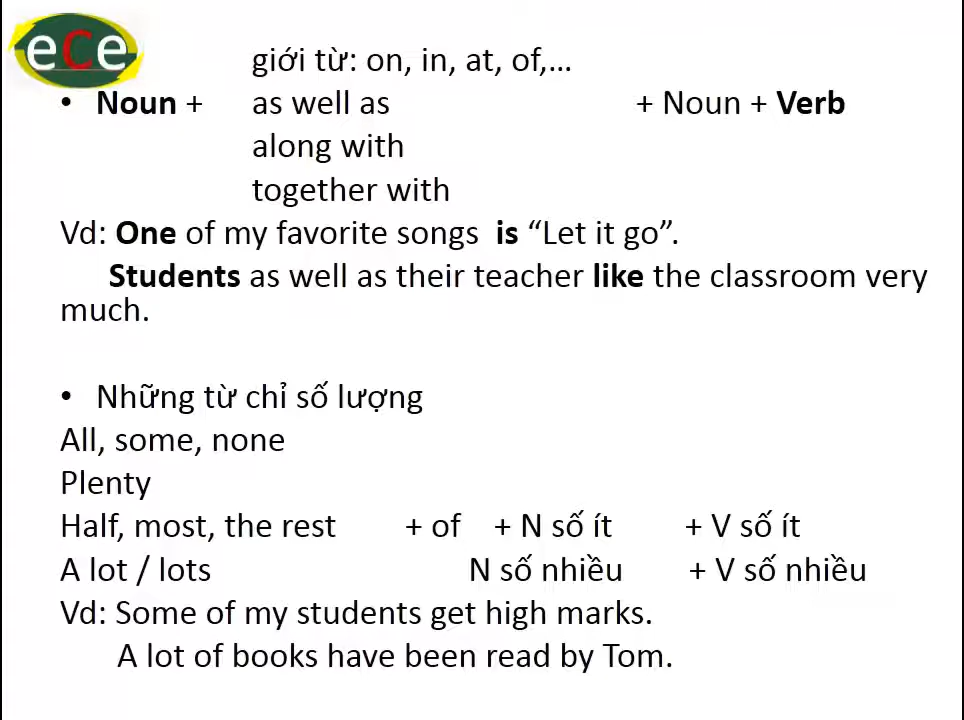 eCe
giới từ: on, in, at, of,...
• Noun + as well as + Noun + Verb
along with
together with
Vd: One of my favorite songs is “Let it go”.
Students as well as their teacher like the classroom very
much.
• Những từ chỉ số lượng
All, some, none
Plenty
Half, most, the rest + of + N số ít + V số ít
A lot / lots N số nhiều + V số nhiều
Vd: Some of my students get high marks.
A lot of books have been read by Tom.